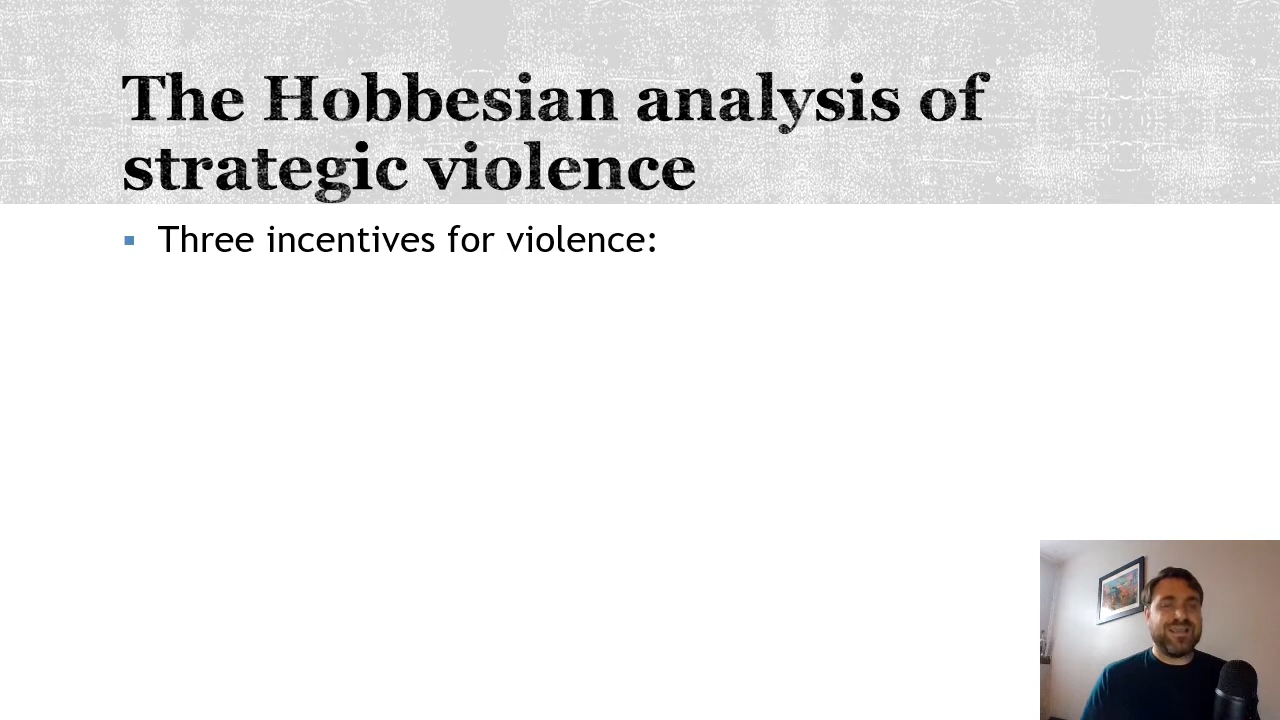 The Hobbesian analysis of
strategic violence
Three incentives for violence: